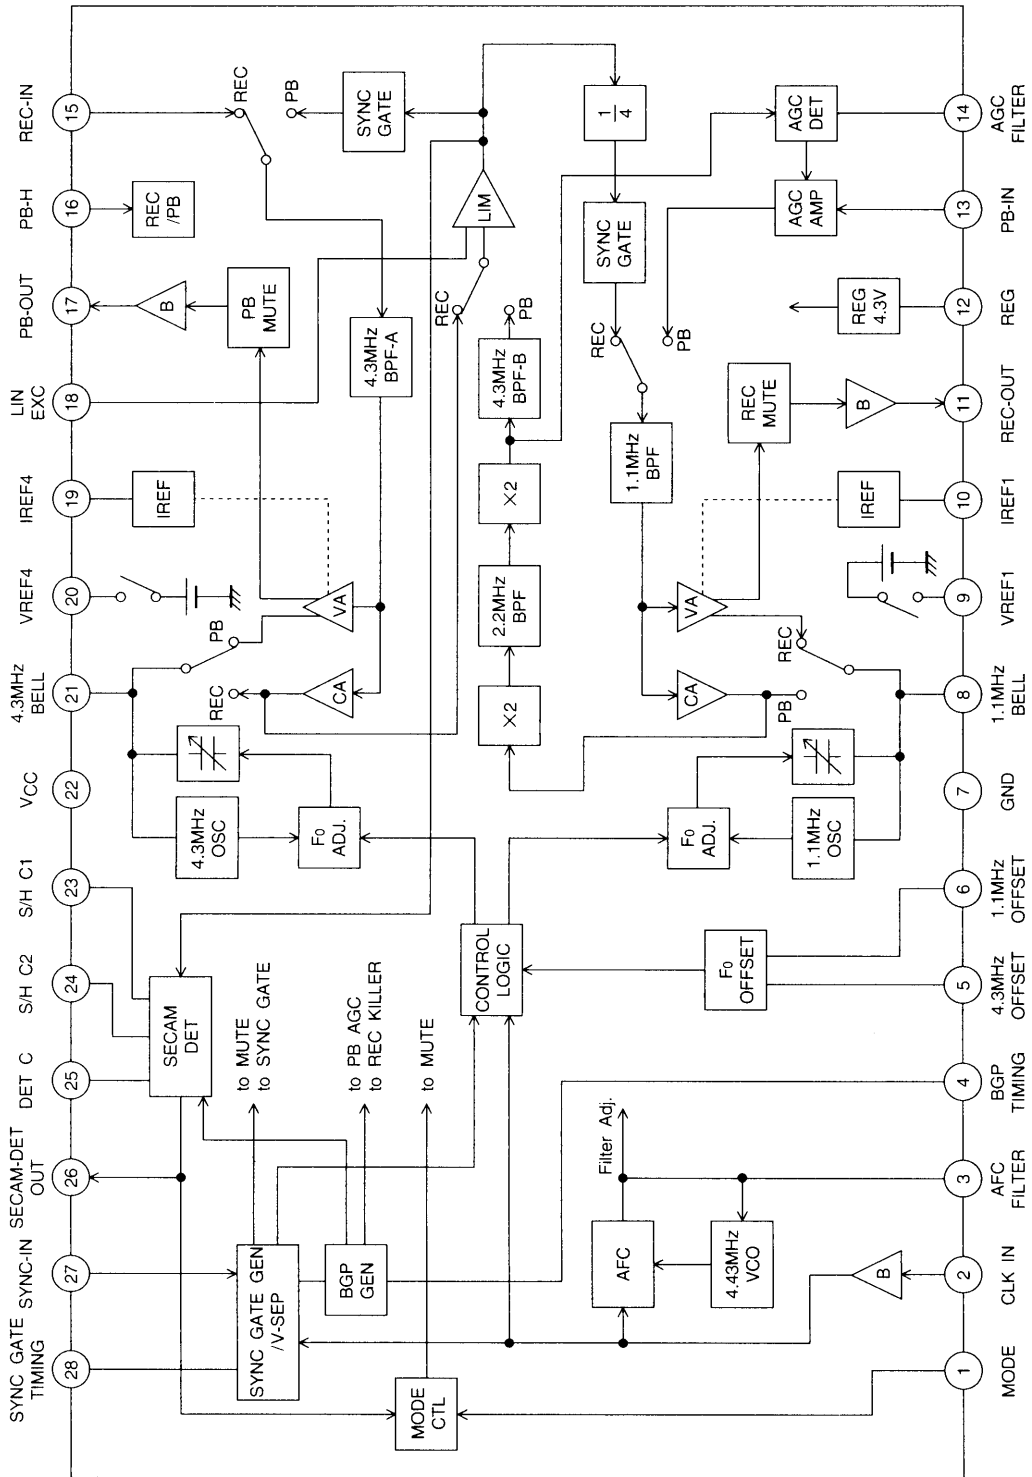 SYNC GATE
TIMING
28
SYNC-IN
27
SECAM-DET
OUT
26
DET C
25
S/H C2
24
S/H C1
23
VCC
22
4.3MHz
BELL
21
VREF4
20
IREF4
19
LIN
EXC
18
PB-OUT
17
PB-H
16
REC-IN
15
SYNC GATE GEN
/V-SEP
BGP
GEN
MODE
CTL
to MUTE
to SYNC GATE
to PB AGC
to REC KILLER
to MUTE
SECAM
DET
4.3MHz
OSC
F0
ADJ.
PB
REC
VA
CA
IREF
PB
MUTE
B
REC
/PB
REC
PB
SYNC
GATE
4.3MHz
BPF-A
LIM
REC
PB
CONTROL
LOGIC
X2
2.2MHz
BPF
X2
4.3MHz
BPF-B
1
4
SYNC
GATE
REC
PB
1.1MHz
BPF
AGC
DET
AGC
AMP
REG
4.3V
REC
MUTE
B
IREF
VA
CA
REC
PB
F0
ADJ.
1.1MHz
OSC
F0
OFFSET
Filter Adj.
AFC
4.43MHz
VCO
B
1
MODE
2
CLK IN
3
AFC
FILTER
4
BGP
TIMING
5
4.3MHz
OFFSET
6
1.1MHz
OFFSET
7
GND
8
1.1MHz
BELL
9
VREF1
10
IREF1
11
REC-OUT
12
REG
13
PB-IN
14
AGC
FILTER